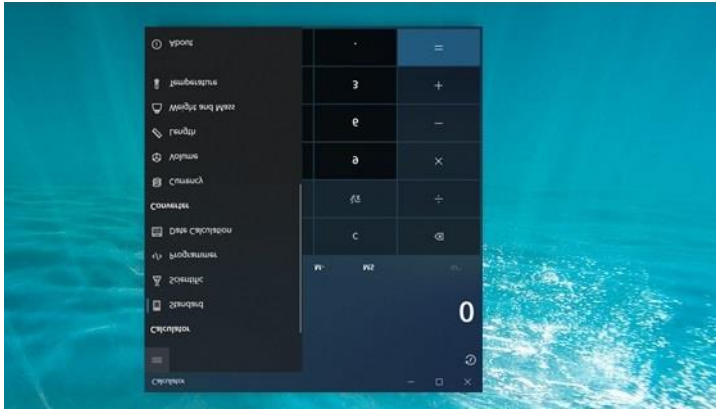 Calculator
Calculator
Standard
Scientific
Programmer
Date Calculation
Converter
Currency
Volume
Length
Weight and Mass
Temperature
About
0
M- MS
C
÷
9 ×
6 −
3 +
. =